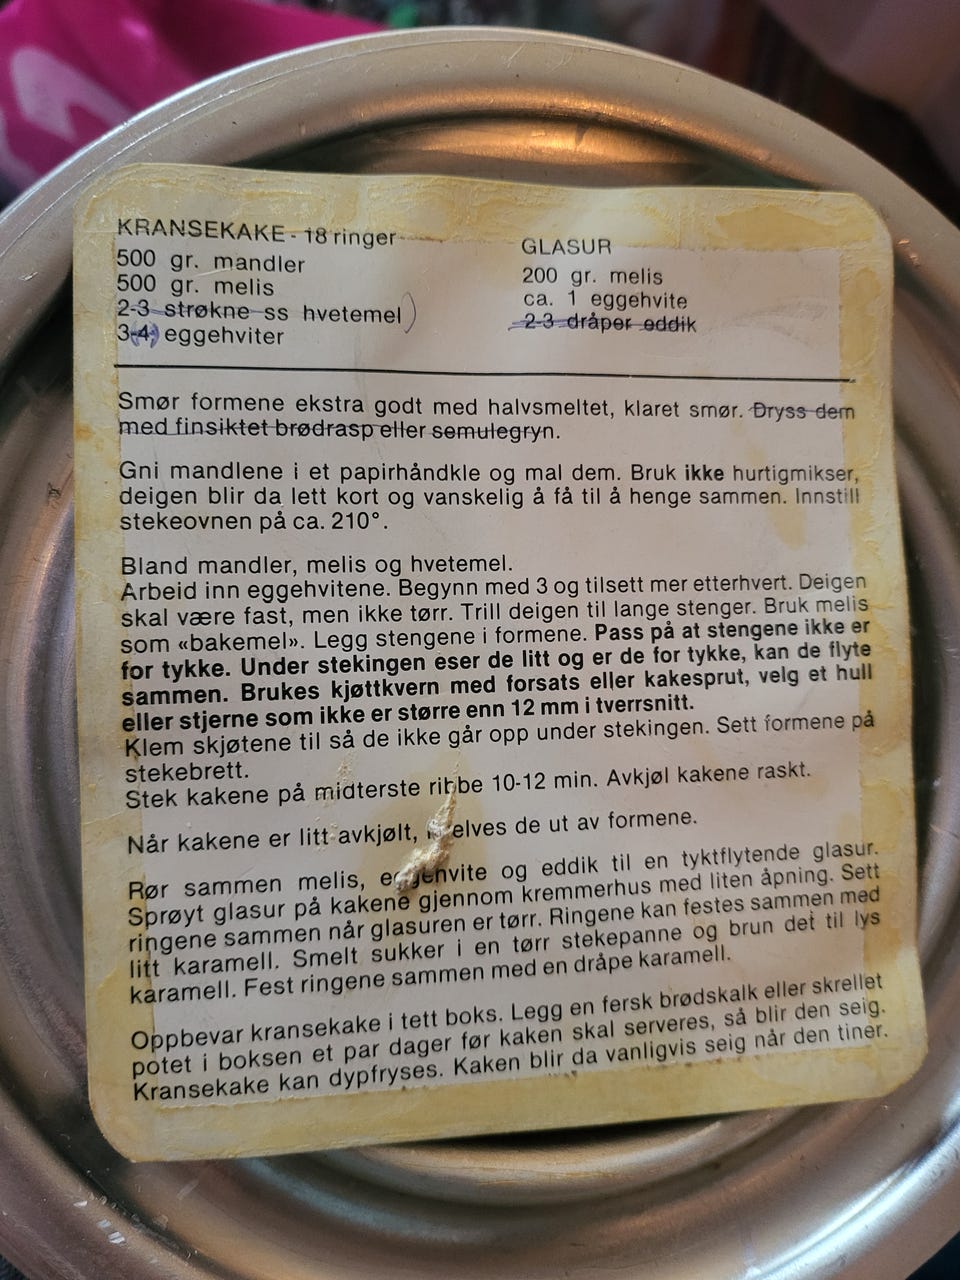 KRANSEKAKE - 18 ringer
500 gr. mandler
500 gr. melis
2-3 strøkne ss hvetemel)
3-4) eggehviter
GLASUR
200 gr. melis
ca. 1 eggehvite
2-3 dråper eddik
Smør formene ekstra godt med halvsmeltet, klaret smør. Dryss dem
med finsiktet brødrasp eller semulegryn.
Gni mandlene i et papirhåndkle og mal dem. Bruk ikke hurtigmikser,
deigen blir da lett kort og vanskelig å få til å henge sammen. Innstill
stekeovnen på ca. 210°.
Bland mandler, melis og hvetemel.
Arbeid inn eggehvitene. Begynn med 3 og tilsett mer etterhvert. Deigen
skal være fast, men ikke tørr. Trill deigen til lange stenger. Bruk melis
som «bakemel». Legg stengene i formene. Pass på at stengene ikke er
for tykke. Under stekingen eser de litt og er de for tykke, kan de flyte
sammen. Brukes kjøttkvern med forsats eller kakesprut, velg et hull
eller stjerne som ikke er større enn 12 mm i tverrsnitt.
Klem skjøtene til så de ikke går opp under stekingen. Sett formene på
stekebrett.
Stek kakene på midterste ribbe 10-12 min. Avkjøl kakene raskt.
Når kakene er litt avkjølt, de ut av formene.
Rør sammen melis, eggehvite og eddik til en tyktflytende glasur.
Sprøyt glasur på kakene gjennom kremmerhus med liten åpning. Sett
ringene sammen når glasuren er tørr. Ringene kan festes sammen med
litt karamell. Smelt sukker i en tørr stekepanne og brun det til lys
karamell. Fest ringene sammen med en dråpe karamell.
Oppbevar kransekake i tett boks. Legg en fersk brødskalk eller skrellet
potet i boksen et par dager før kaken skal serveres, så blir den seig.
Kransekake kan dypfryses. Kaken blir da vanligvis seig når den tiner.